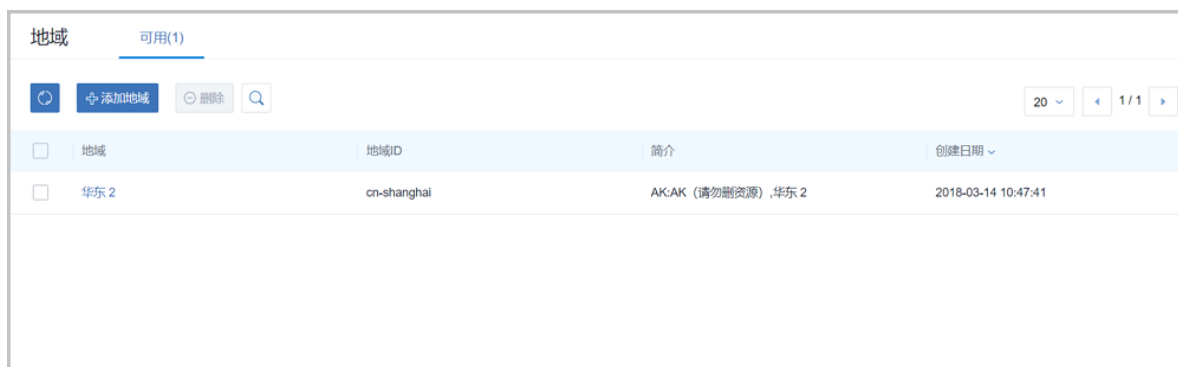 地域 可用(1)
添加地域 删除 20 1 / 1
地域 地域ID 简介 创建日期
华东 2 cn-shanghai AK:AK（请勿删资源）,华东 2 2018-03-14 10:47:41